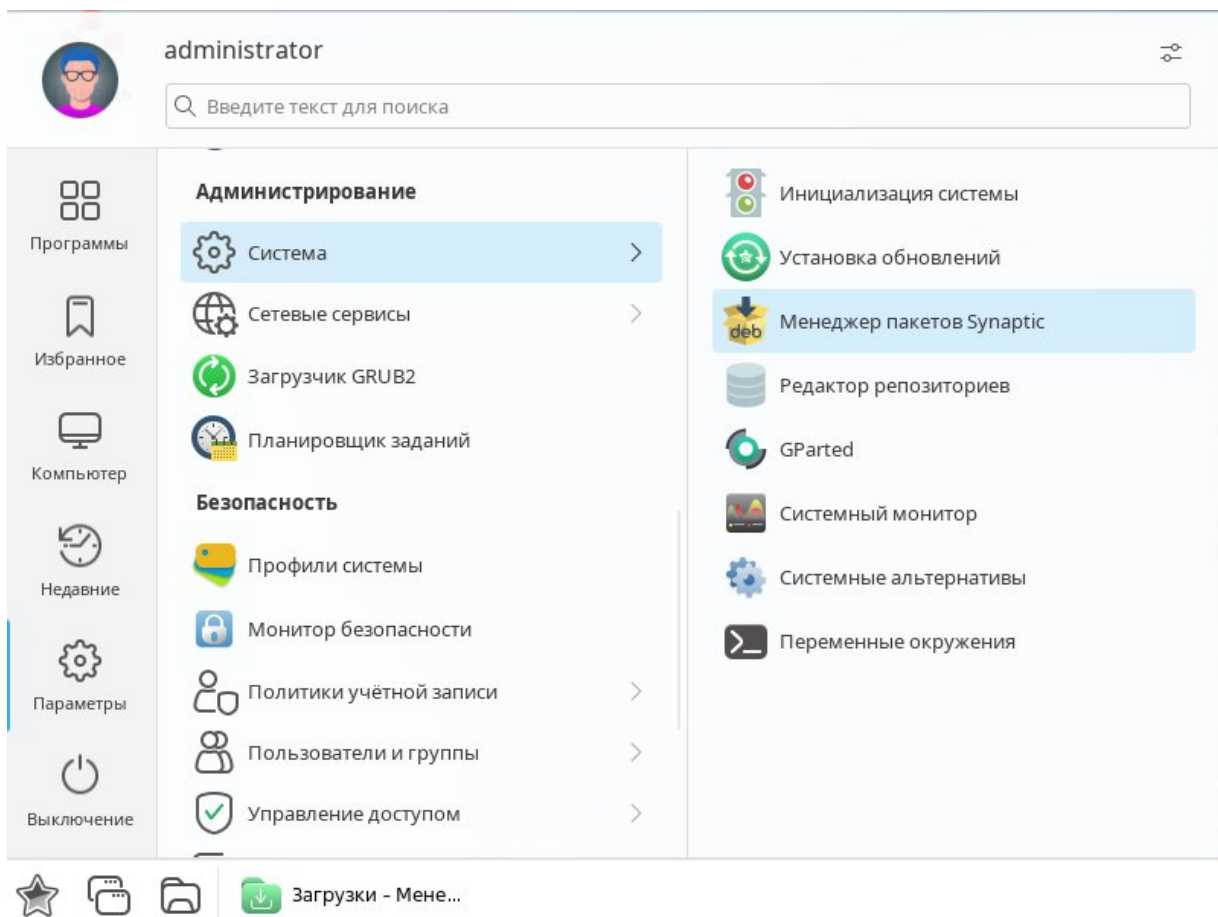 administrator
Введите текст для поиска
Программы
Избранное
Компьютер
Недавние
Параметры
Выключение
Администрирование
Система
Сетевые сервисы
Загрузчик GRUB2
Планировщик заданий
Безопасность
Профили системы
Монитор безопасности
Политики учётной записи
Пользователи и группы
Управление доступом
Инициализация системы
Установка обновлений
deb
Менеджер пакетов Synaptic
Редактор репозиториев
GParted
Системный монитор
Системные альтернативы
Переменные окружения
Загрузки - Мене...